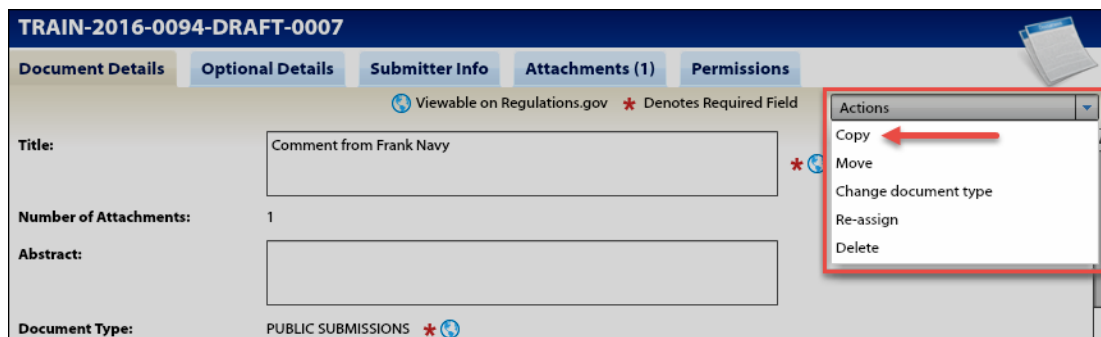 TRAIN-2016-0094-DRAFT-0007
Document Details Optional Details Submitter Info Attachments (1) Permissions
Viewable on Regulations.gov * Denotes Required Field
Actions
Copy
Move
Change document type
Re-assign
Delete
Title: Comment from Frank Navy *
Number of Attachments: 1
Abstract:
Document Type: PUBLIC SUBMISSIONS *